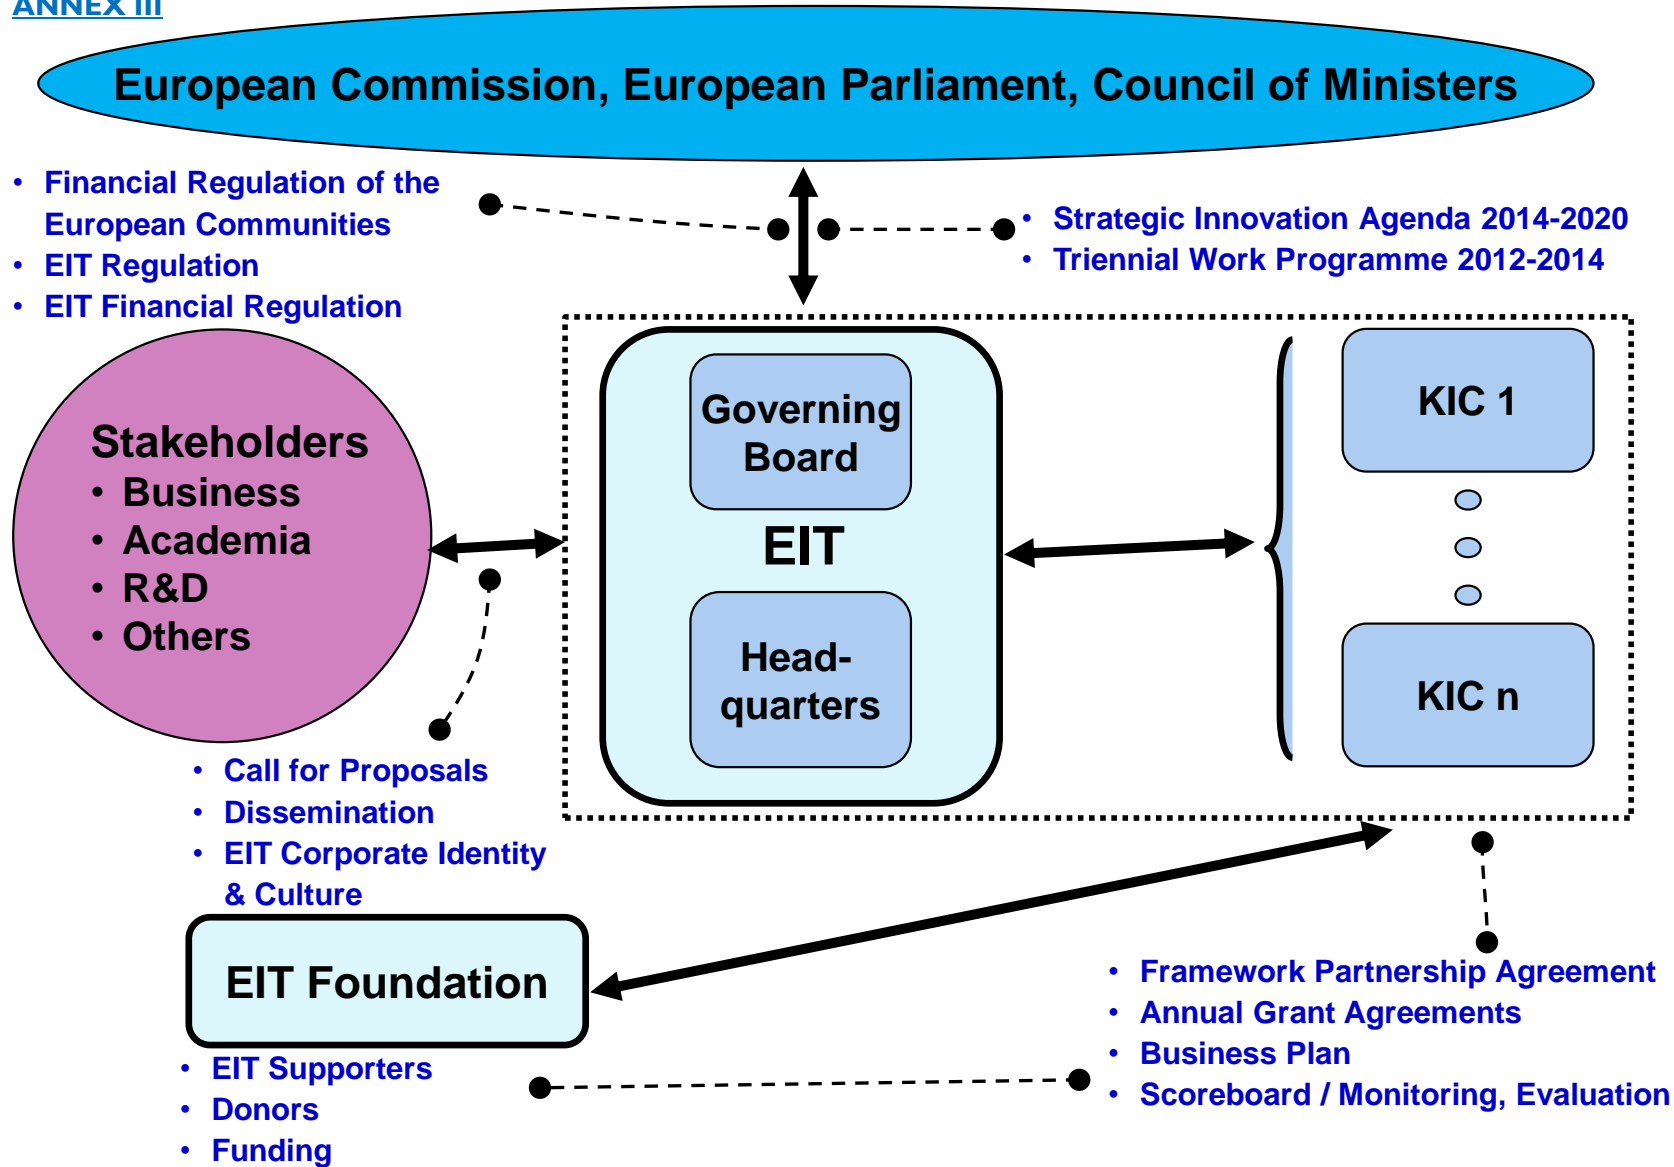 ANNEX III
European Commission, European Parliament, Council of Ministers
• Financial Regulation of the
European Communities
• EIT Regulation
• EIT Financial Regulation
• Strategic Innovation Agenda 2014-2020
• Triennial Work Programme 2012-2014
Stakeholders
• Business
• Academia
• R&D
• Others
Governing
Board
EIT
Head-
quarters
KIC 1
KIC n
• Call for Proposals
• Dissemination
• EIT Corporate Identity
& Culture
EIT Foundation
• EIT Supporters
• Donors
• Funding
• Framework Partnership Agreement
• Annual Grant Agreements
• Business Plan
• Scoreboard / Monitoring, Evaluation